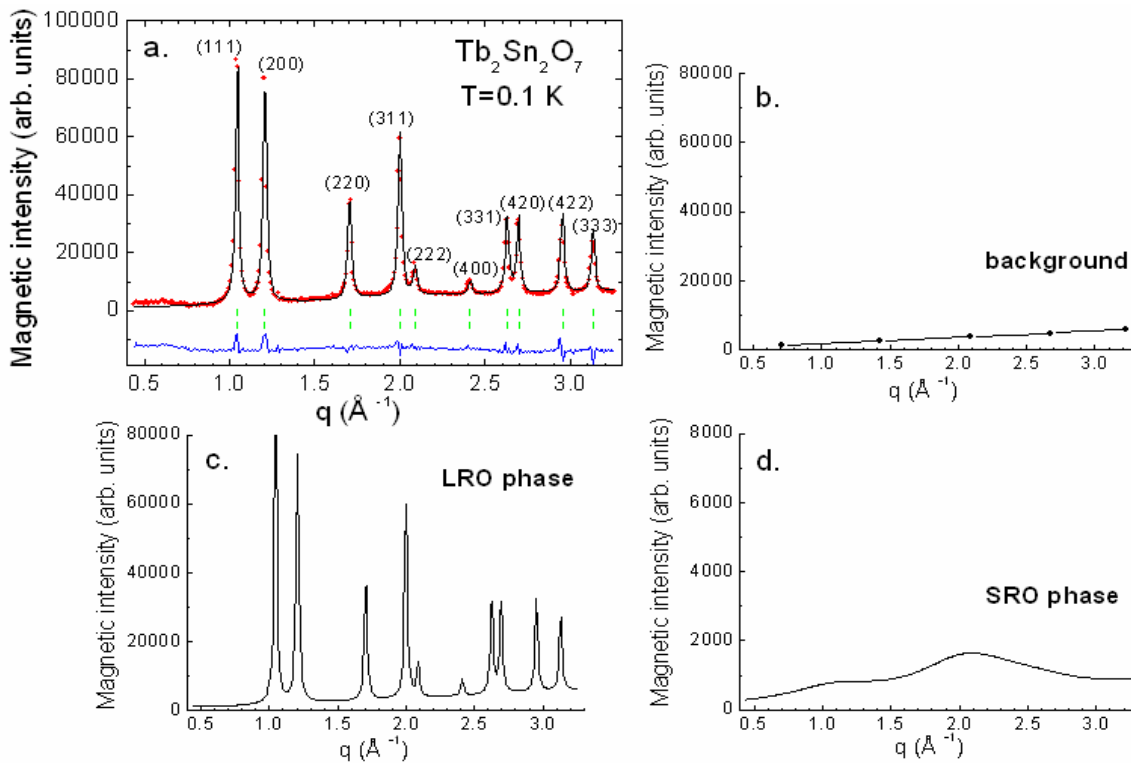 a.
Tb2Sn2O7
T=0.1 K
(111)
(200)
(220)
(311)
(222)
(400)
(331)
(420)
(422)
(333)
Magnetic intensity (arb. units)
100000
80000
60000
40000
20000
0
0.5 1.0 1.5 2.0 2.5 3.0
q (Å⁻¹)
b.
background
Magnetic intensity (arb. units)
80000
60000
40000
20000
0
0.5 1.0 1.5 2.0 2.5 3.0
q (Å⁻¹)
c.
LRO phase
Magnetic intensity (arb. units)
80000
60000
40000
20000
0
0.5 1.0 1.5 2.0 2.5 3.0
q (Å⁻¹)
d.
SRO phase
Magnetic intensity (arb. units)
8000
6000
4000
2000
0
0.5 1.0 1.5 2.0 2.5 3.0
q (Å⁻¹)